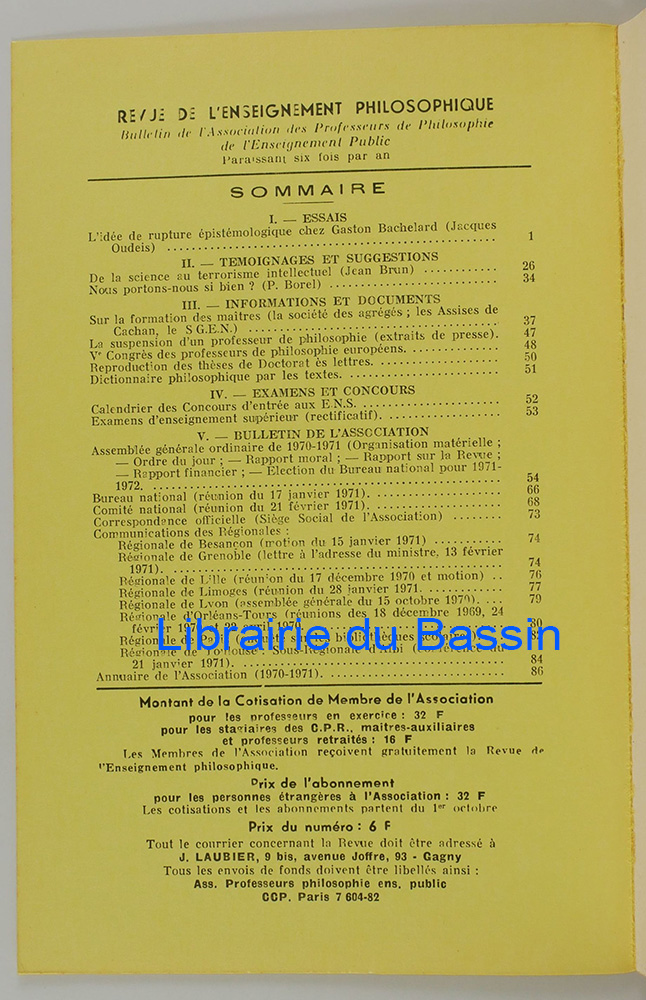 REVUE DE L'ENSEIGNEMENT PHILOSOPHIQUE
Bulletin de l'Association des Professeurs de Philosophie
de l'Enseignement Public
Paraissant six fois par an
SOMMAIRE
I. — ESSAIS
L'idée de rupture épistémologique chez Gaston Bachelard (Jacques
Oudeis) ........ 1
II. — TEMOIGNAGES ET SUGGESTIONS
De la science au terrorisme intellectuel (Jean Brun) ........ 26
Nous portons-nous si bien ? (P. Borel) ........ 34
III. — INFORMATIONS ET DOCUMENTS
Sur la formation des maîtres (la société des agrégés ; les Assises de
Cachan, le S G.E.N.) ........ 37
La suspension d'un professeur de philosophie (extraits de presse). 47
Ve Congrès des professeurs de philosophie européens. ........ 48
Reproduction des thèses de Doctorat ès lettres. ........ 50
Dictionnaire philosophique par les textes. ........ 51
IV. — EXAMENS ET CONCOURS
Calendrier des Concours d'entrée aux E.N.S. ........ 52
Examens d'enseignement supérieur (rectificatif). ........ 53
V. — BULLETIN DE L'ASSOCIATION
Assemblée générale ordinaire de 1970-1971 (Organisation matérielle ;
— Ordre du jour ; — Rapport moral ; — Rapport sur la Revue ;
— Rapport financier ; — Election du Bureau national pour 1971-
1972. ........ 54
Bureau national (réunion du 17 janvier 1971). ........ 66
Comité national (réunion du 21 février 1971). ........ 68
Correspondance officielle (Siège Social de l'Association) ........ 73
Communications des Régionales :
Régionale de Besançon (motion du 15 janvier 1971) ........ 74
Régionale de Grenoble (lettre à l'adresse du ministre, 13 février
1971). ........ 74
Régionale de Lille (réunion du 17 décembre 1970 et motion) .. 76
Régionale de Limoges (réunion du 28 janvier 1971. ........ 77
Régionale de Lyon (assemblée générale du 15 octobre 1970). ... 79
Régionale d'Orléans-Tours (réunions des 18 décembre 1969, 24
février 1970 ........ 80
Régionale de
Régionale de Toulouse : Sous-Régionale d'Albi
21 janvier 1971). ........ 84
Annuaire de l'Association (1970-1971). ........ 86
Librairie du Bassin
Montant de la Cotisation de Membre de l'Association
pour les professeurs en exercice : 32 F
pour les stagiaires des C.P.R., maîtres-auxiliaires
et professeurs retraités : 16 F
Les Membres de l'Association reçoivent gratuitement la Revue de
l'Enseignement philosophique.
Prix de l'abonnement
pour les personnes étrangères à l'Association : 32 F
Les cotisations et les abonnements partent du 1er octobre
Prix du numéro : 6 F
Tout le courrier concernant la Revue doit être adressé à
J. LAUBIER, 9 bis, avenue Joffre, 93 - Gagny
Tous les envois de fonds doivent être libellés ainsi :
Ass. Professeurs philosophie ens. public
CCP. Paris 7 604-82